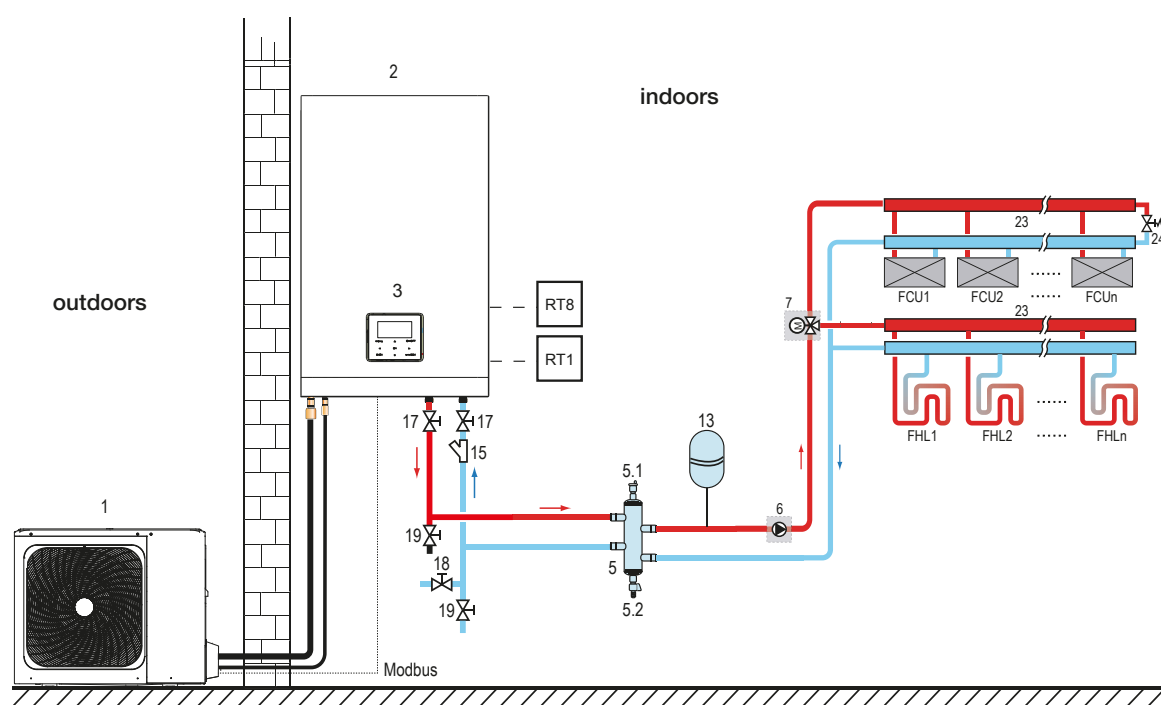 2
indoors
outdoors
3
RT8
RT1
23
24
FCU1
FCU2
......
......
FCUn
7
M
23
FHL1
FHL2
......
......
FHLn
17
17
15
13
5.1
6
19
18
5
5.2
19
1
Modbus